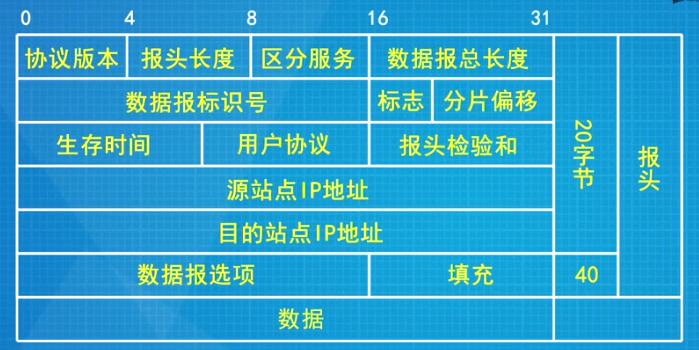 0 4 8 16 31
协议版本 报头长度 区分服务 数据报总长度
数据报标识号 标志 分片偏移
生存时间 用户协议 报头检验和
源站点IP地址
目的站点IP地址
20字节
报头
数据报选项 填充 40
数据